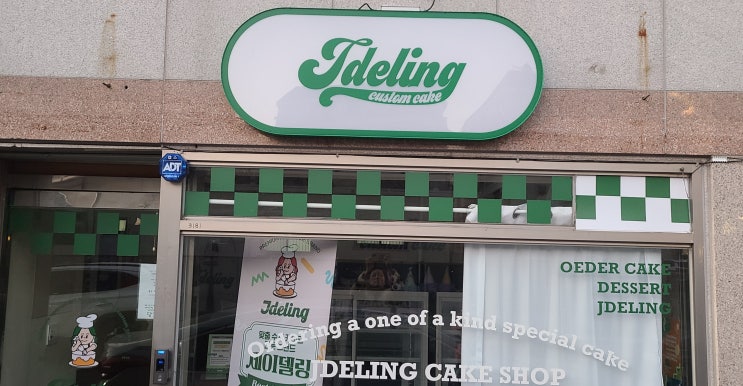 Jdeling
custom cake
ADT
OEDER CAKE
DESSERT
JDELING
Jdeling
Ordering a one of a kind special cake
제이델링
JDELING CAKE SHOP